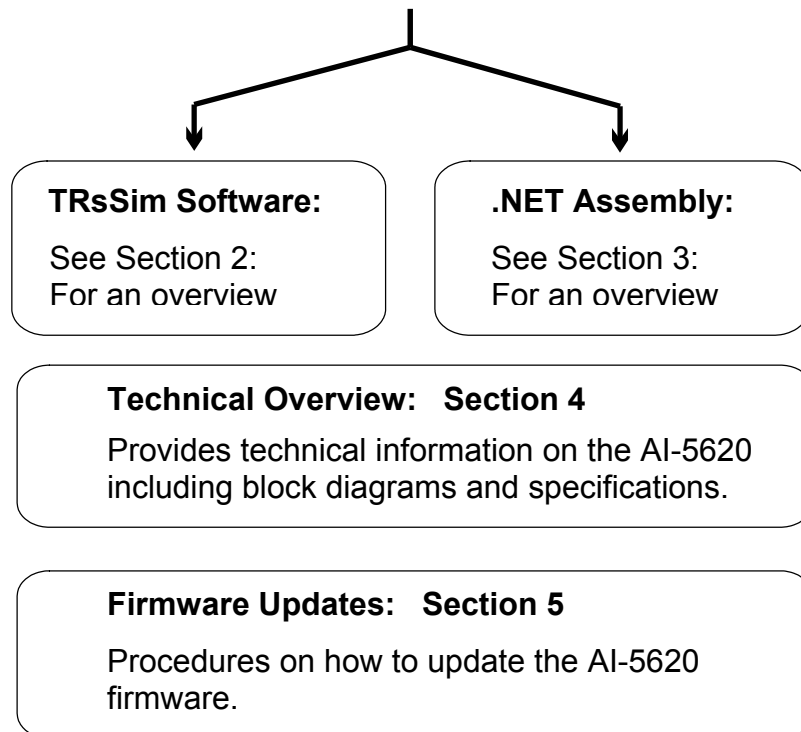 TRsSim Software:
See Section 2:
For an overview
.NET Assembly:
See Section 3:
For an overview
Technical Overview: Section 4
Provides technical information on the AI-5620
including block diagrams and specifications.
Firmware Updates: Section 5
Procedures on how to update the AI-5620
firmware.